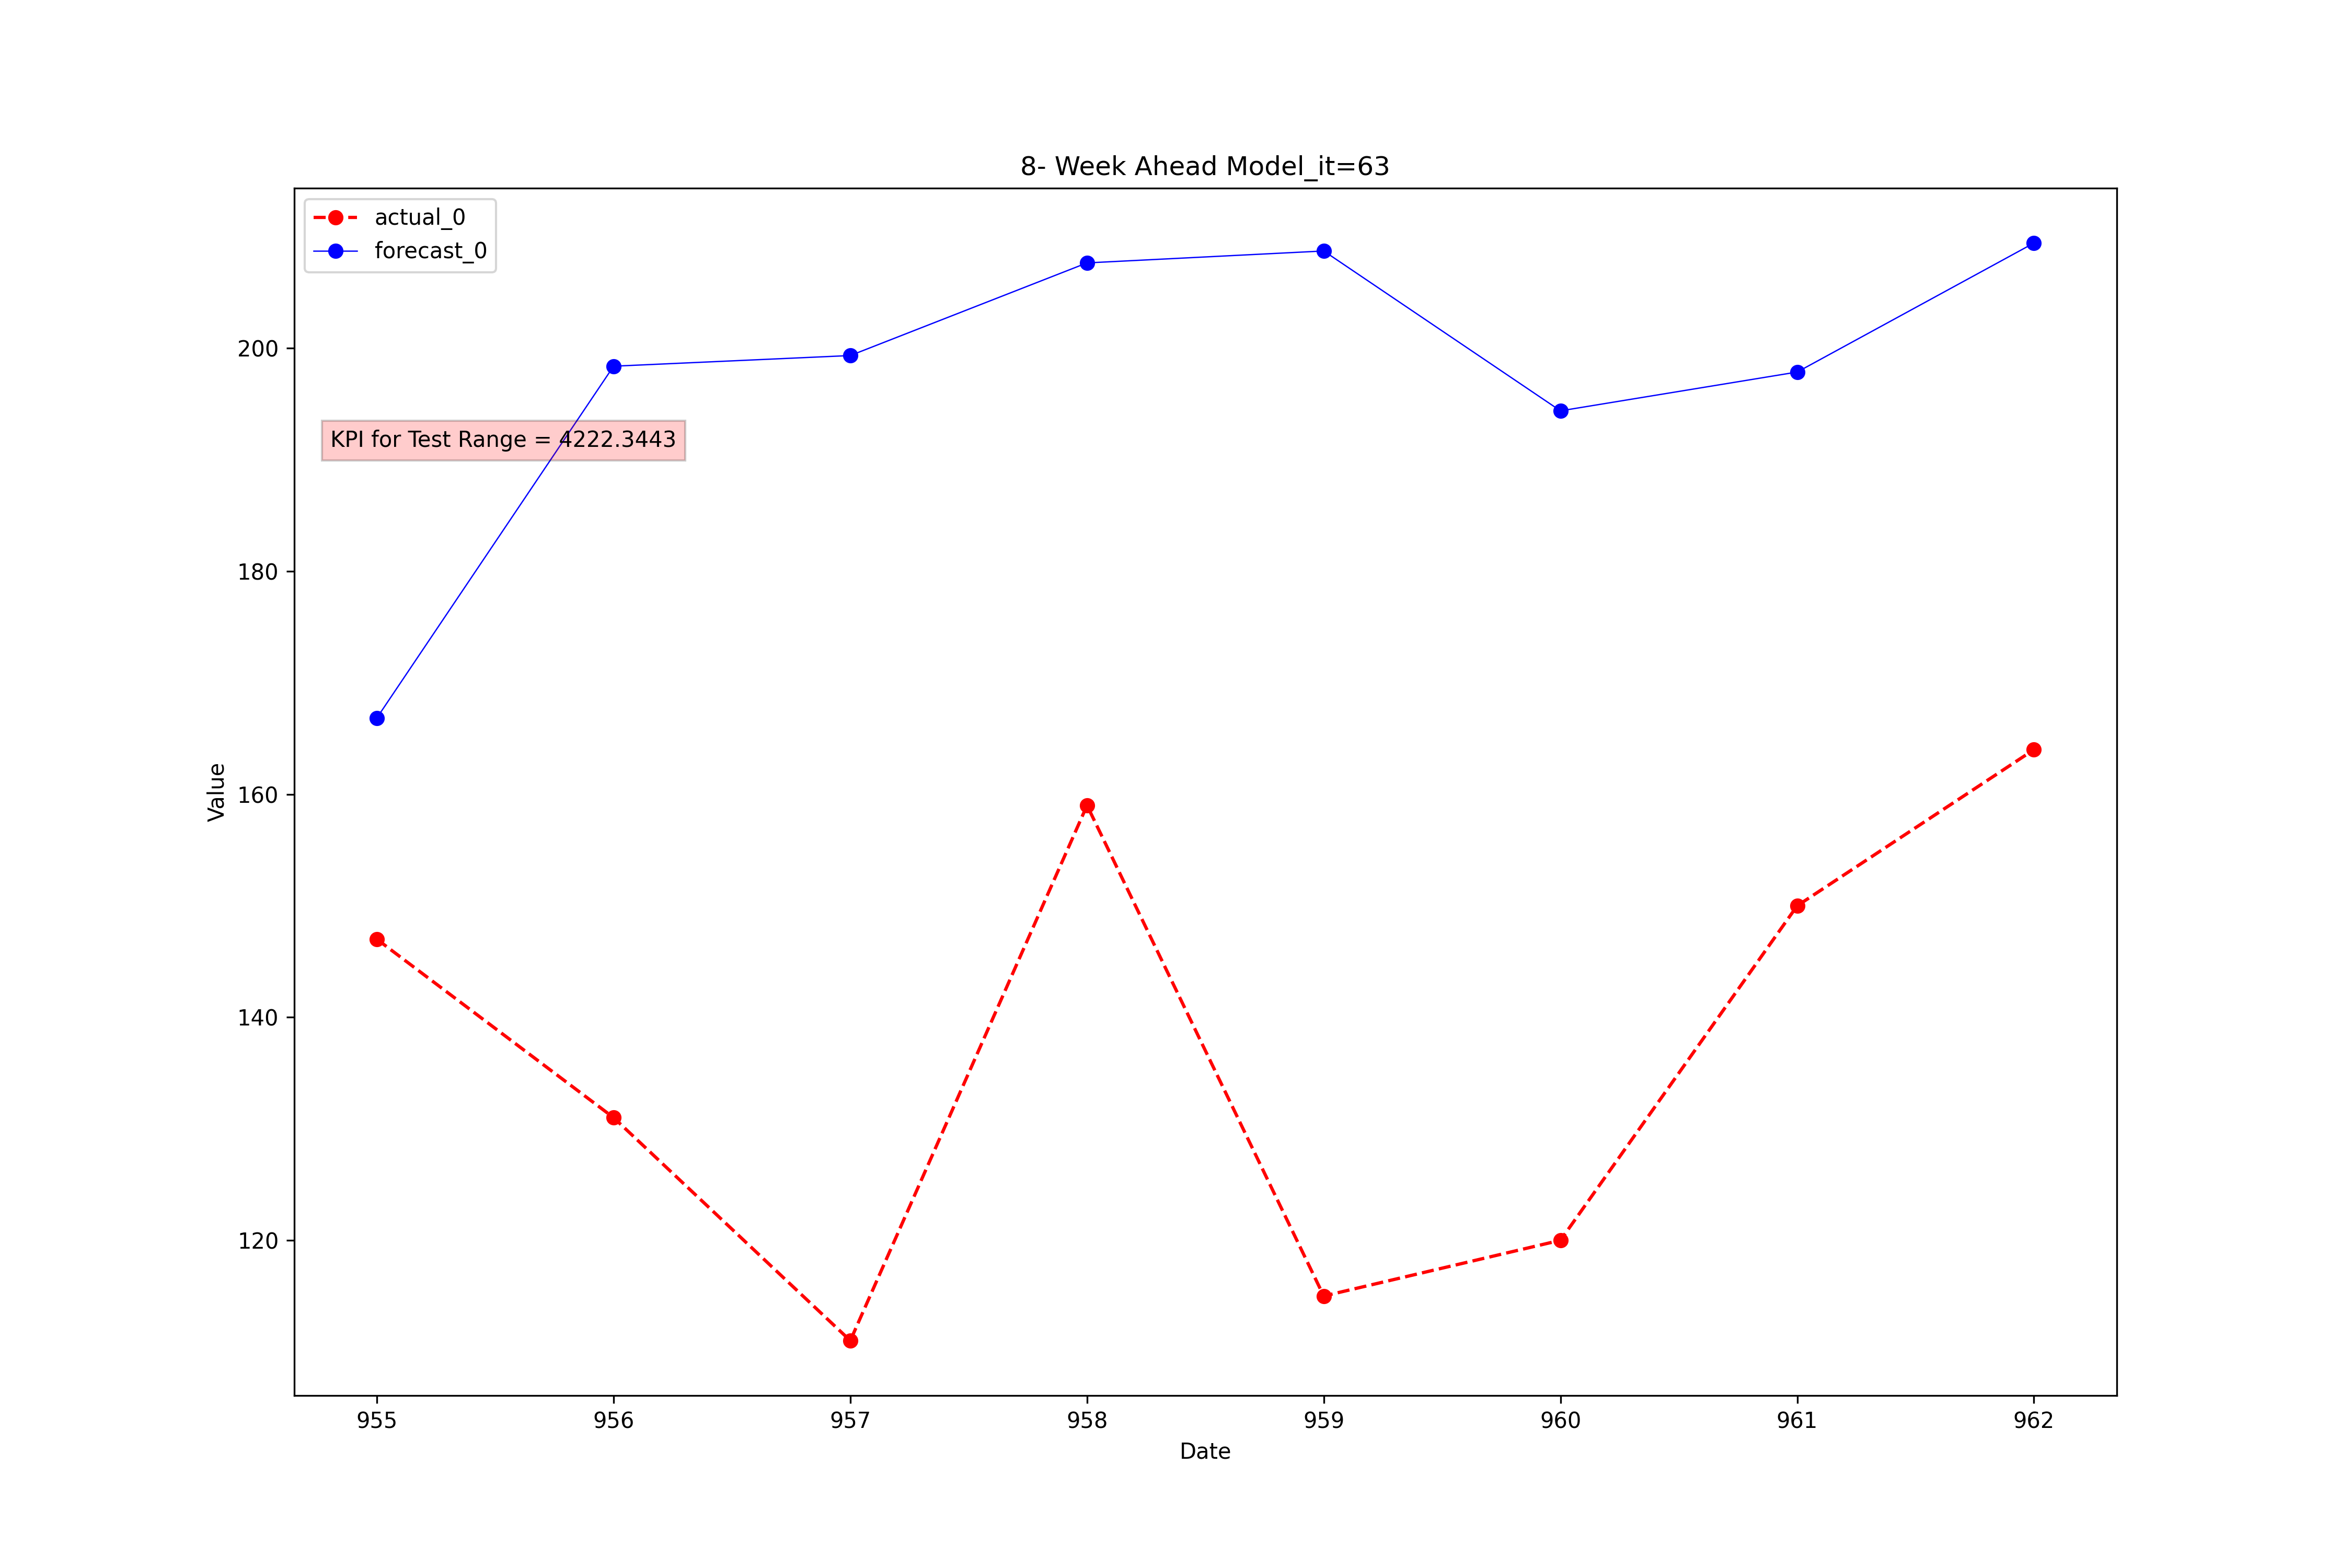 8- Week Ahead Model_it=63
actual_0
forecast_0
KPI for Test Range = 4222.3443
200
180
160
140
120
Value
955 956 957 958 959 960 961 962
Date